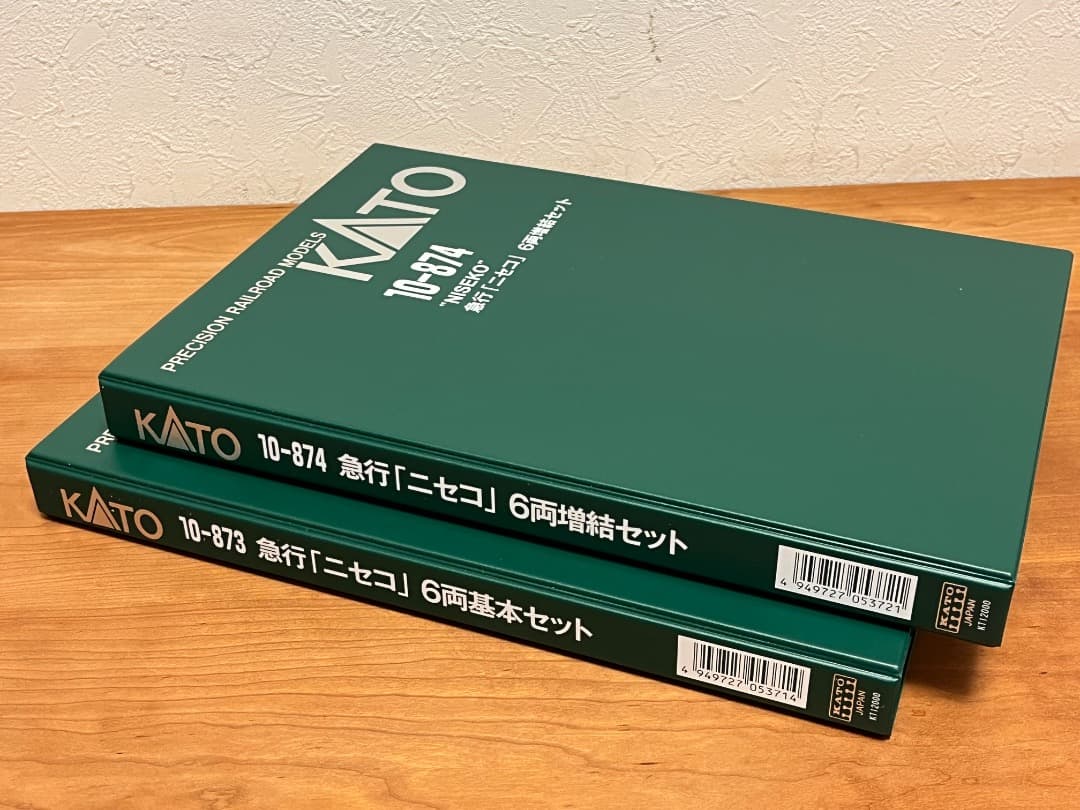 PRECISION RAILROAD MODELS
KATO
10-874
"NISEKO"
急行「ニセコ」 6両増結セット
KATO 10-874 急行「ニセコ」 6両増結セット
4 949727 053721
KATO
JAPAN
KT12000
KATO 10-873 急行「ニセコ」 6両基本セット
4 949727 053714
KATO
JAPAN
KT12000